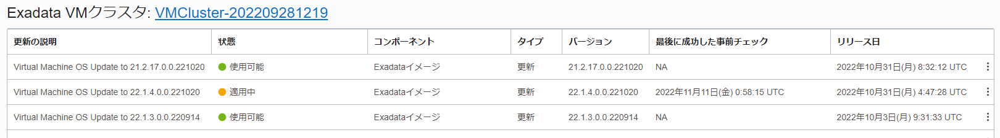 Exadata VMクラスタ: VMCluster-202209281219
更新の説明 状態 コンポーネント タイプ バージョン 最後に成功した事前チェック リリース日
Virtual Machine OS Update to 21.2.17.0.0.221020 使用可能 Exadataイメージ 更新 21.2.17.0.0.221020 NA 2022年10月31日(月) 8:32:12 UTC
Virtual Machine OS Update to 22.1.4.0.0.221020 適用中 Exadataイメージ 更新 22.1.4.0.0.221020 2022年11月11日(金) 0:58:15 UTC 2022年10月31日(月) 4:47:28 UTC
Virtual Machine OS Update to 22.1.3.0.0.220914 使用可能 Exadataイメージ 更新 22.1.3.0.0.220914 NA 2022年10月3日(月) 9:31:33 UTC